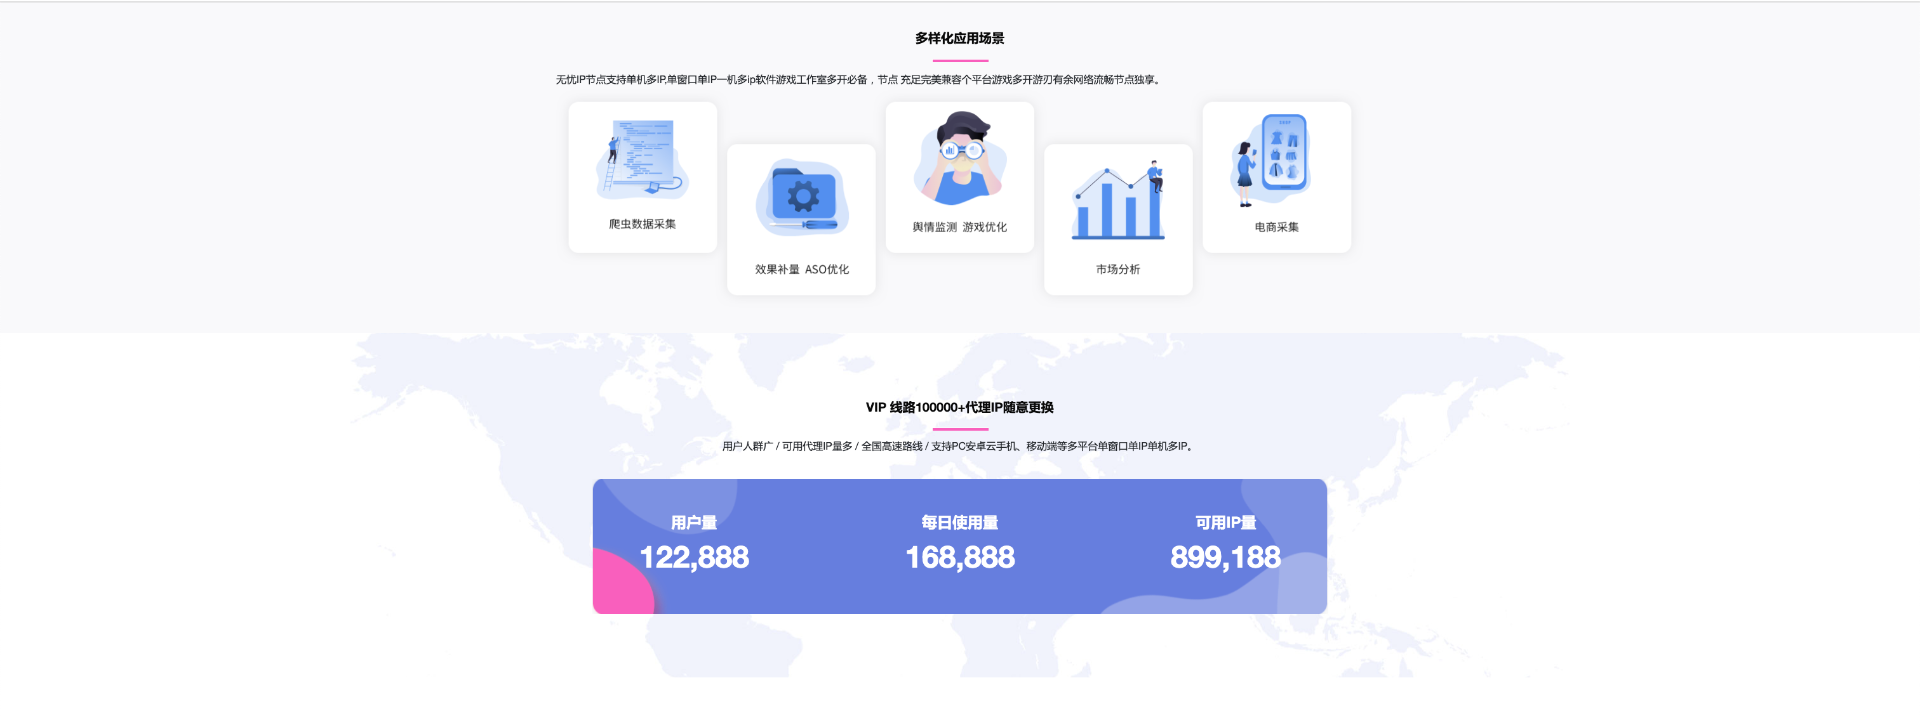 多样化应用场景
无忧IP节点支持单机多IP,单窗口单IP一机多ip软件游戏工作室多开必备，节点 充足完美兼容个平台游戏多开游刃有余网络流畅节点独享。
爬虫数据采集
效果补量 ASO优化
舆情监测 游戏优化
市场分析
电商采集
VIP 线路100000+代理IP随意更换
用户人群广 / 可用代理IP量多 / 全国高速路线 / 支持PC安卓云手机、移动端等多平台单窗口单IP单机多IP。
用户量 每日使用量 可用IP量
122,888 168,888 899,188